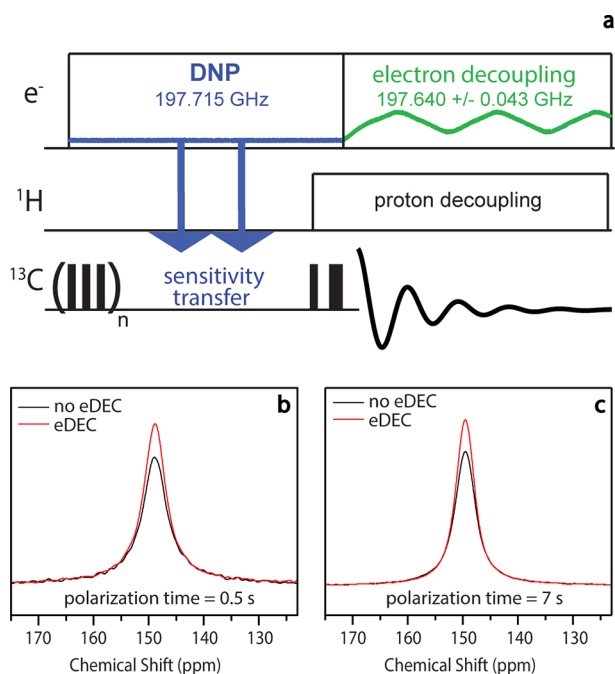 a
DNP
197.715 GHz
electron decoupling
197.640 +/- 0.043 GHz
e-
1H
proton decoupling
13C
( )n
sensitivity
transfer
b
no eDEC
eDEC
polarization time = 0.5 s
170 160 150 140 130
Chemical Shift (ppm)
c
no eDEC
eDEC
polarization time = 7 s
170 160 150 140 130
Chemical Shift (ppm)